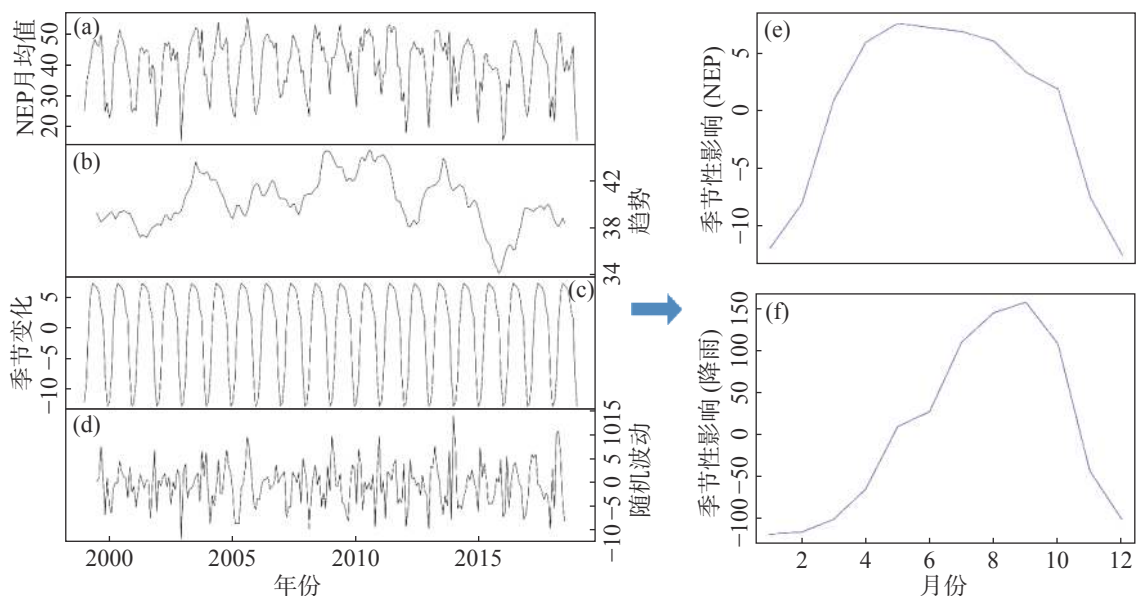 (a)
NEP月均值
20 30 40 50
(b)
趋势
34 38 42
(c)
季节变化
−10 −5 0 5
(d)
随机波动
−10 −5 0 5 1015
2000 2005 2010 2015
年份
(e)
季节性影响 (NEP)
−10 −5 0 5
(f)
季节性影响 (降雨)
−100 −50 0 50 100 150
2 4 6 8 10 12
月份